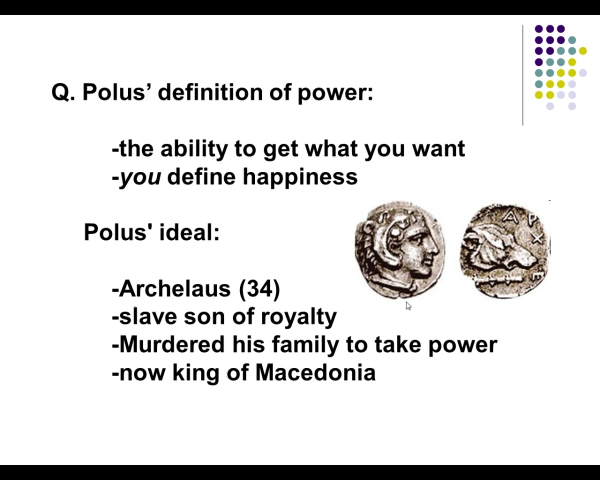 Q. Polus’ definition of power:
-the ability to get what you want
-you define happiness
Polus' ideal:
-Archelaus (34)
-slave son of royalty
-Murdered his family to take power
-now king of Macedonia
ΑΡΧΕ